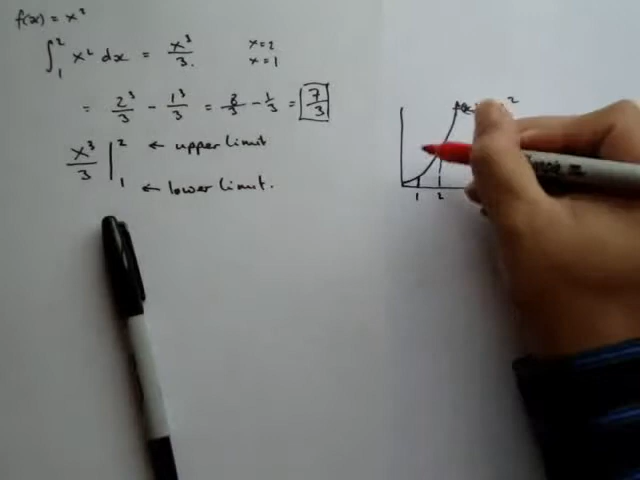 f(x) = x³
∫₁² x² dx = x³/3. x=2 x=1
= 2³/3 - 1³/3 = 8/3 - 1/3 = 7/3
x³/3 |₁² ← upper limit
← lower limit.
1 2